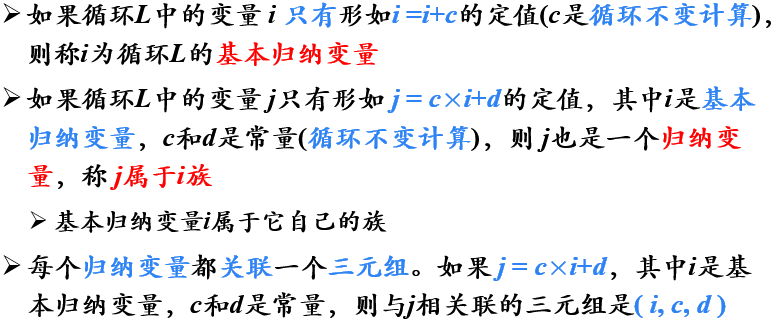 ➢如果循环L中的变量 i 只有形如i =i+c的定值(c是循环不变计算),
则称i为循环L的基本归纳变量
➢如果循环L中的变量 j只有形如 j = c×i+d的定值，其中i是基本
归纳变量，c和d是常量(循环不变计算)，则 j也是一个归纳变
量，称 j属于i族
➢基本归纳变量i属于它自己的族
➢每个归纳变量都关联一个三元组。如果 j = c×i+d，其中i是基
本归纳变量，c和d是常量，则与j相关联的三元组是( i, c, d )